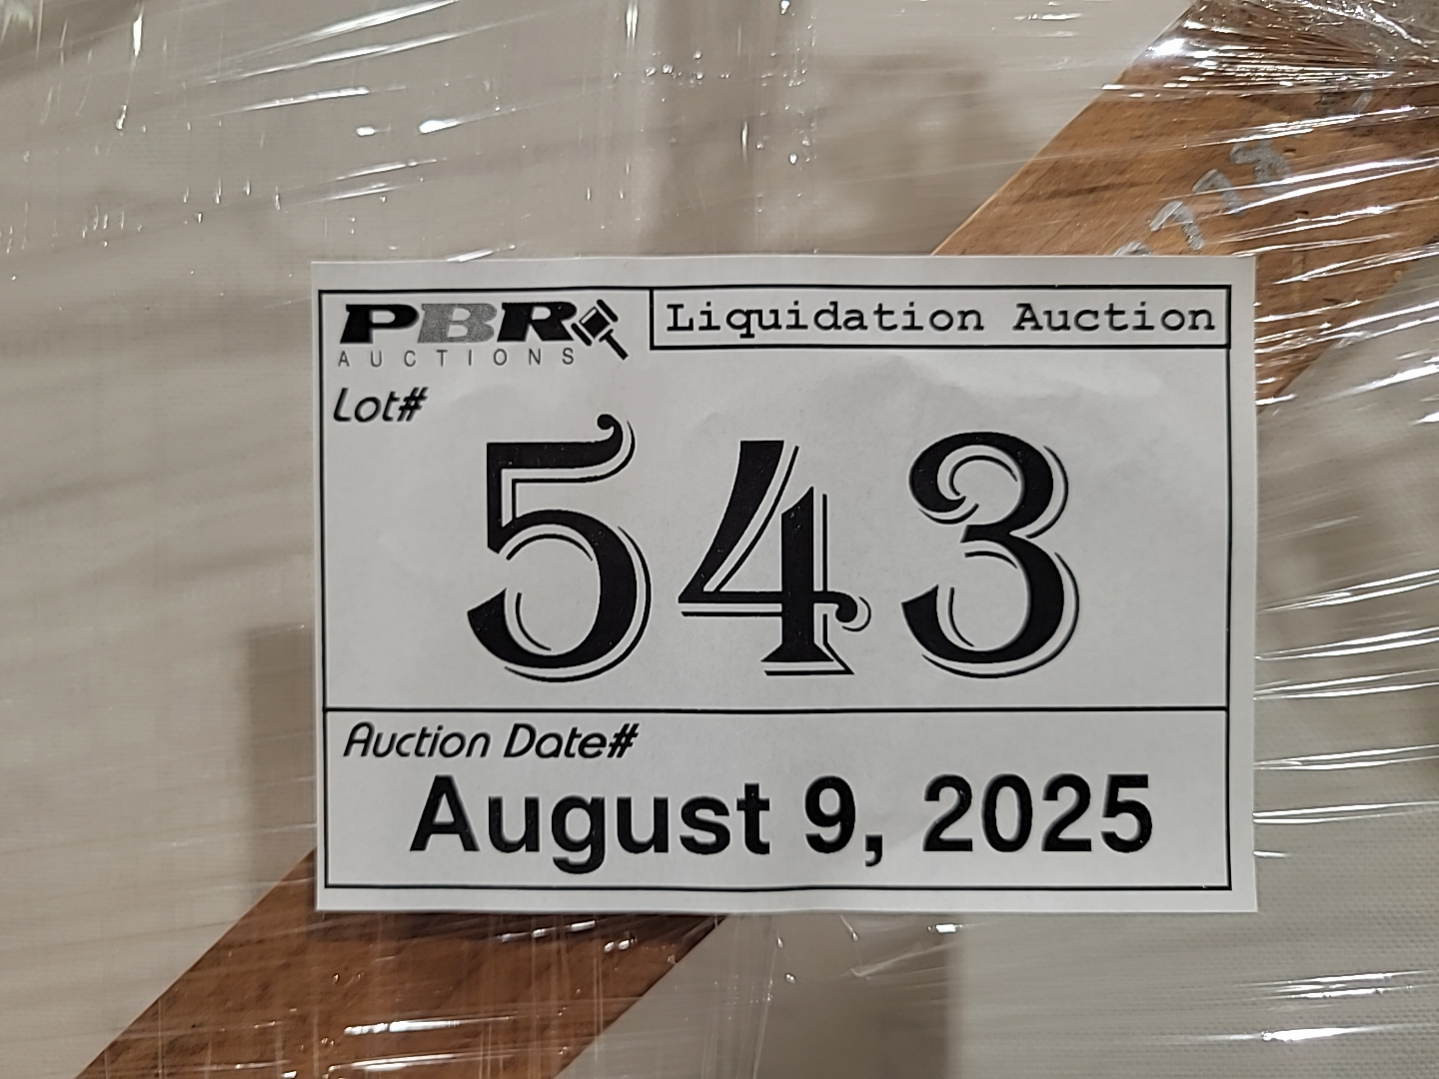 PBR
AUCTIONS
Liquidation Auction
Lot#
543
Auction Date#
August 9, 2025